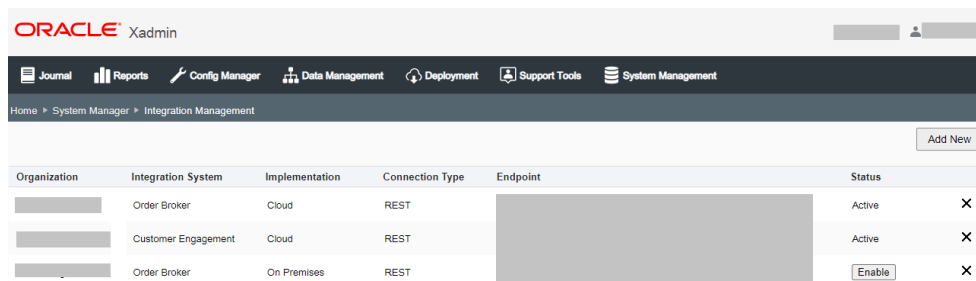 ORACLE® Xadmin
Journal Reports Config Manager Data Management Deployment Support Tools System Management
Home ▸ System Manager ▸ Integration Management
Add New
Organization Integration System Implementation Connection Type Endpoint Status
Order Broker Cloud REST Active ✕
Customer Engagement Cloud REST Active ✕
Order Broker On Premises REST Enable ✕